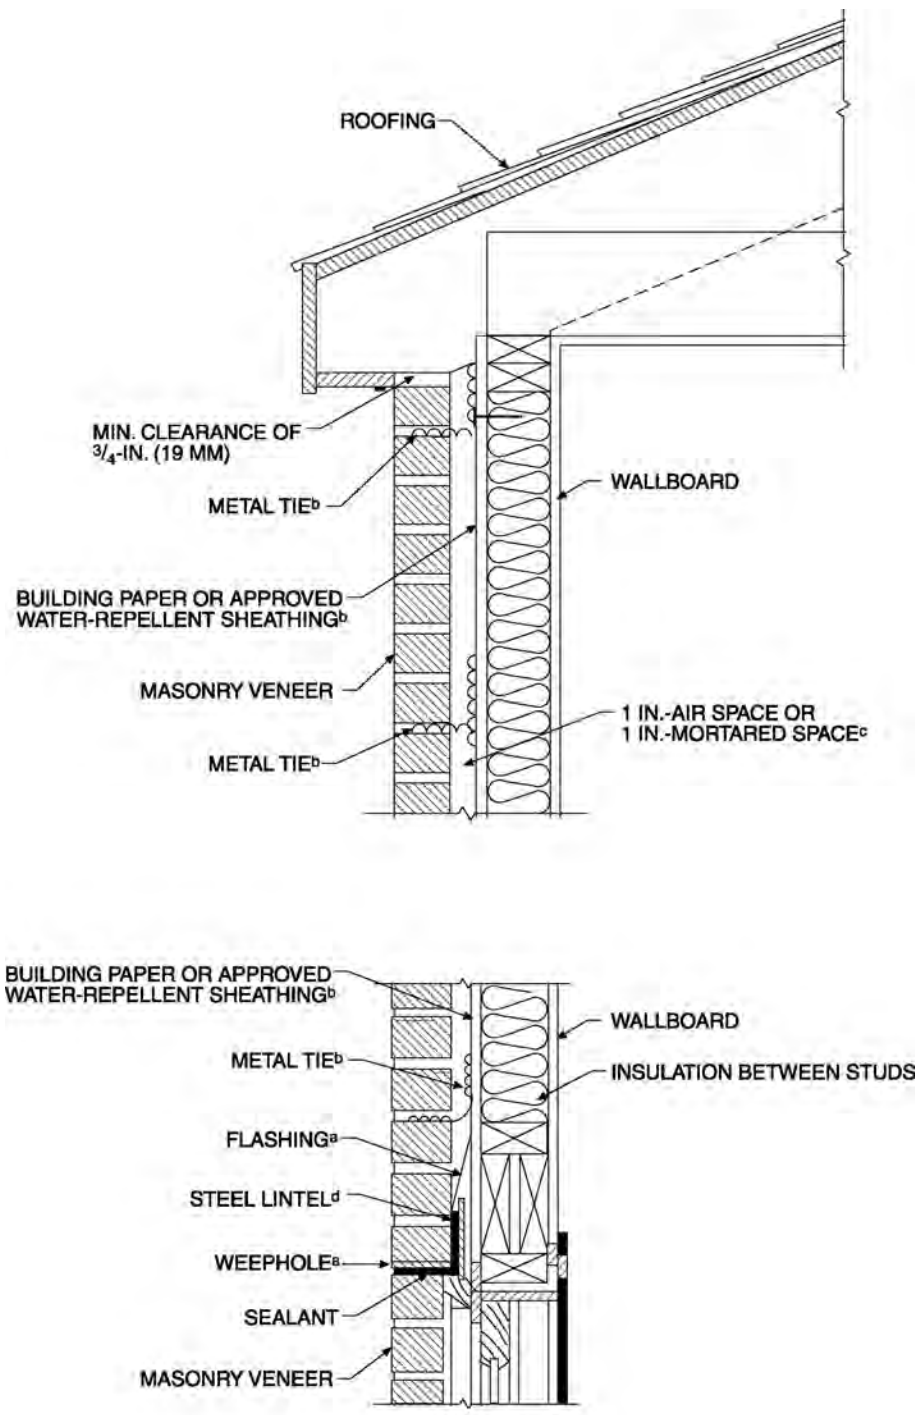 ROOFING
MIN. CLEARANCE OF
3/4-IN. (19 MM)
METAL TIEᵇ
WALLBOARD
BUILDING PAPER OR APPROVED
WATER-REPELLENT SHEATHINGᵇ
MASONRY VENEER
1 IN.-AIR SPACE OR
1 IN.-MORTARED SPACEᶜ
METAL TIEᵇ
BUILDING PAPER OR APPROVED
WATER-REPELLENT SHEATHINGᵇ
WALLBOARD
METAL TIEᵇ
INSULATION BETWEEN STUDS
FLASHINGᵃ
STEEL LINTELᵈ
WEEPHOLEᵃ
SEALANT
MASONRY VENEER